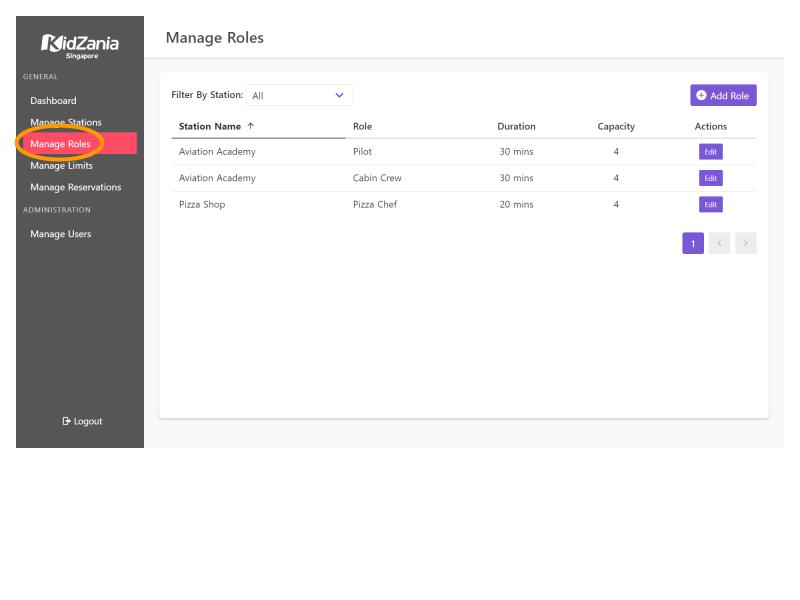 KidZania
Singapore
GENERAL
Dashboard
Manage Stations
Manage Roles
Manage Limits
Manage Reservations
ADMINISTRATION
Manage Users
Logout
Manage Roles
Filter By Station: All
Add Role
Station Name ↑ Role Duration Capacity Actions
Aviation Academy Pilot 30 mins 4 Edit
Aviation Academy Cabin Crew 30 mins 4 Edit
Pizza Shop Pizza Chef 20 mins 4 Edit
1 < >